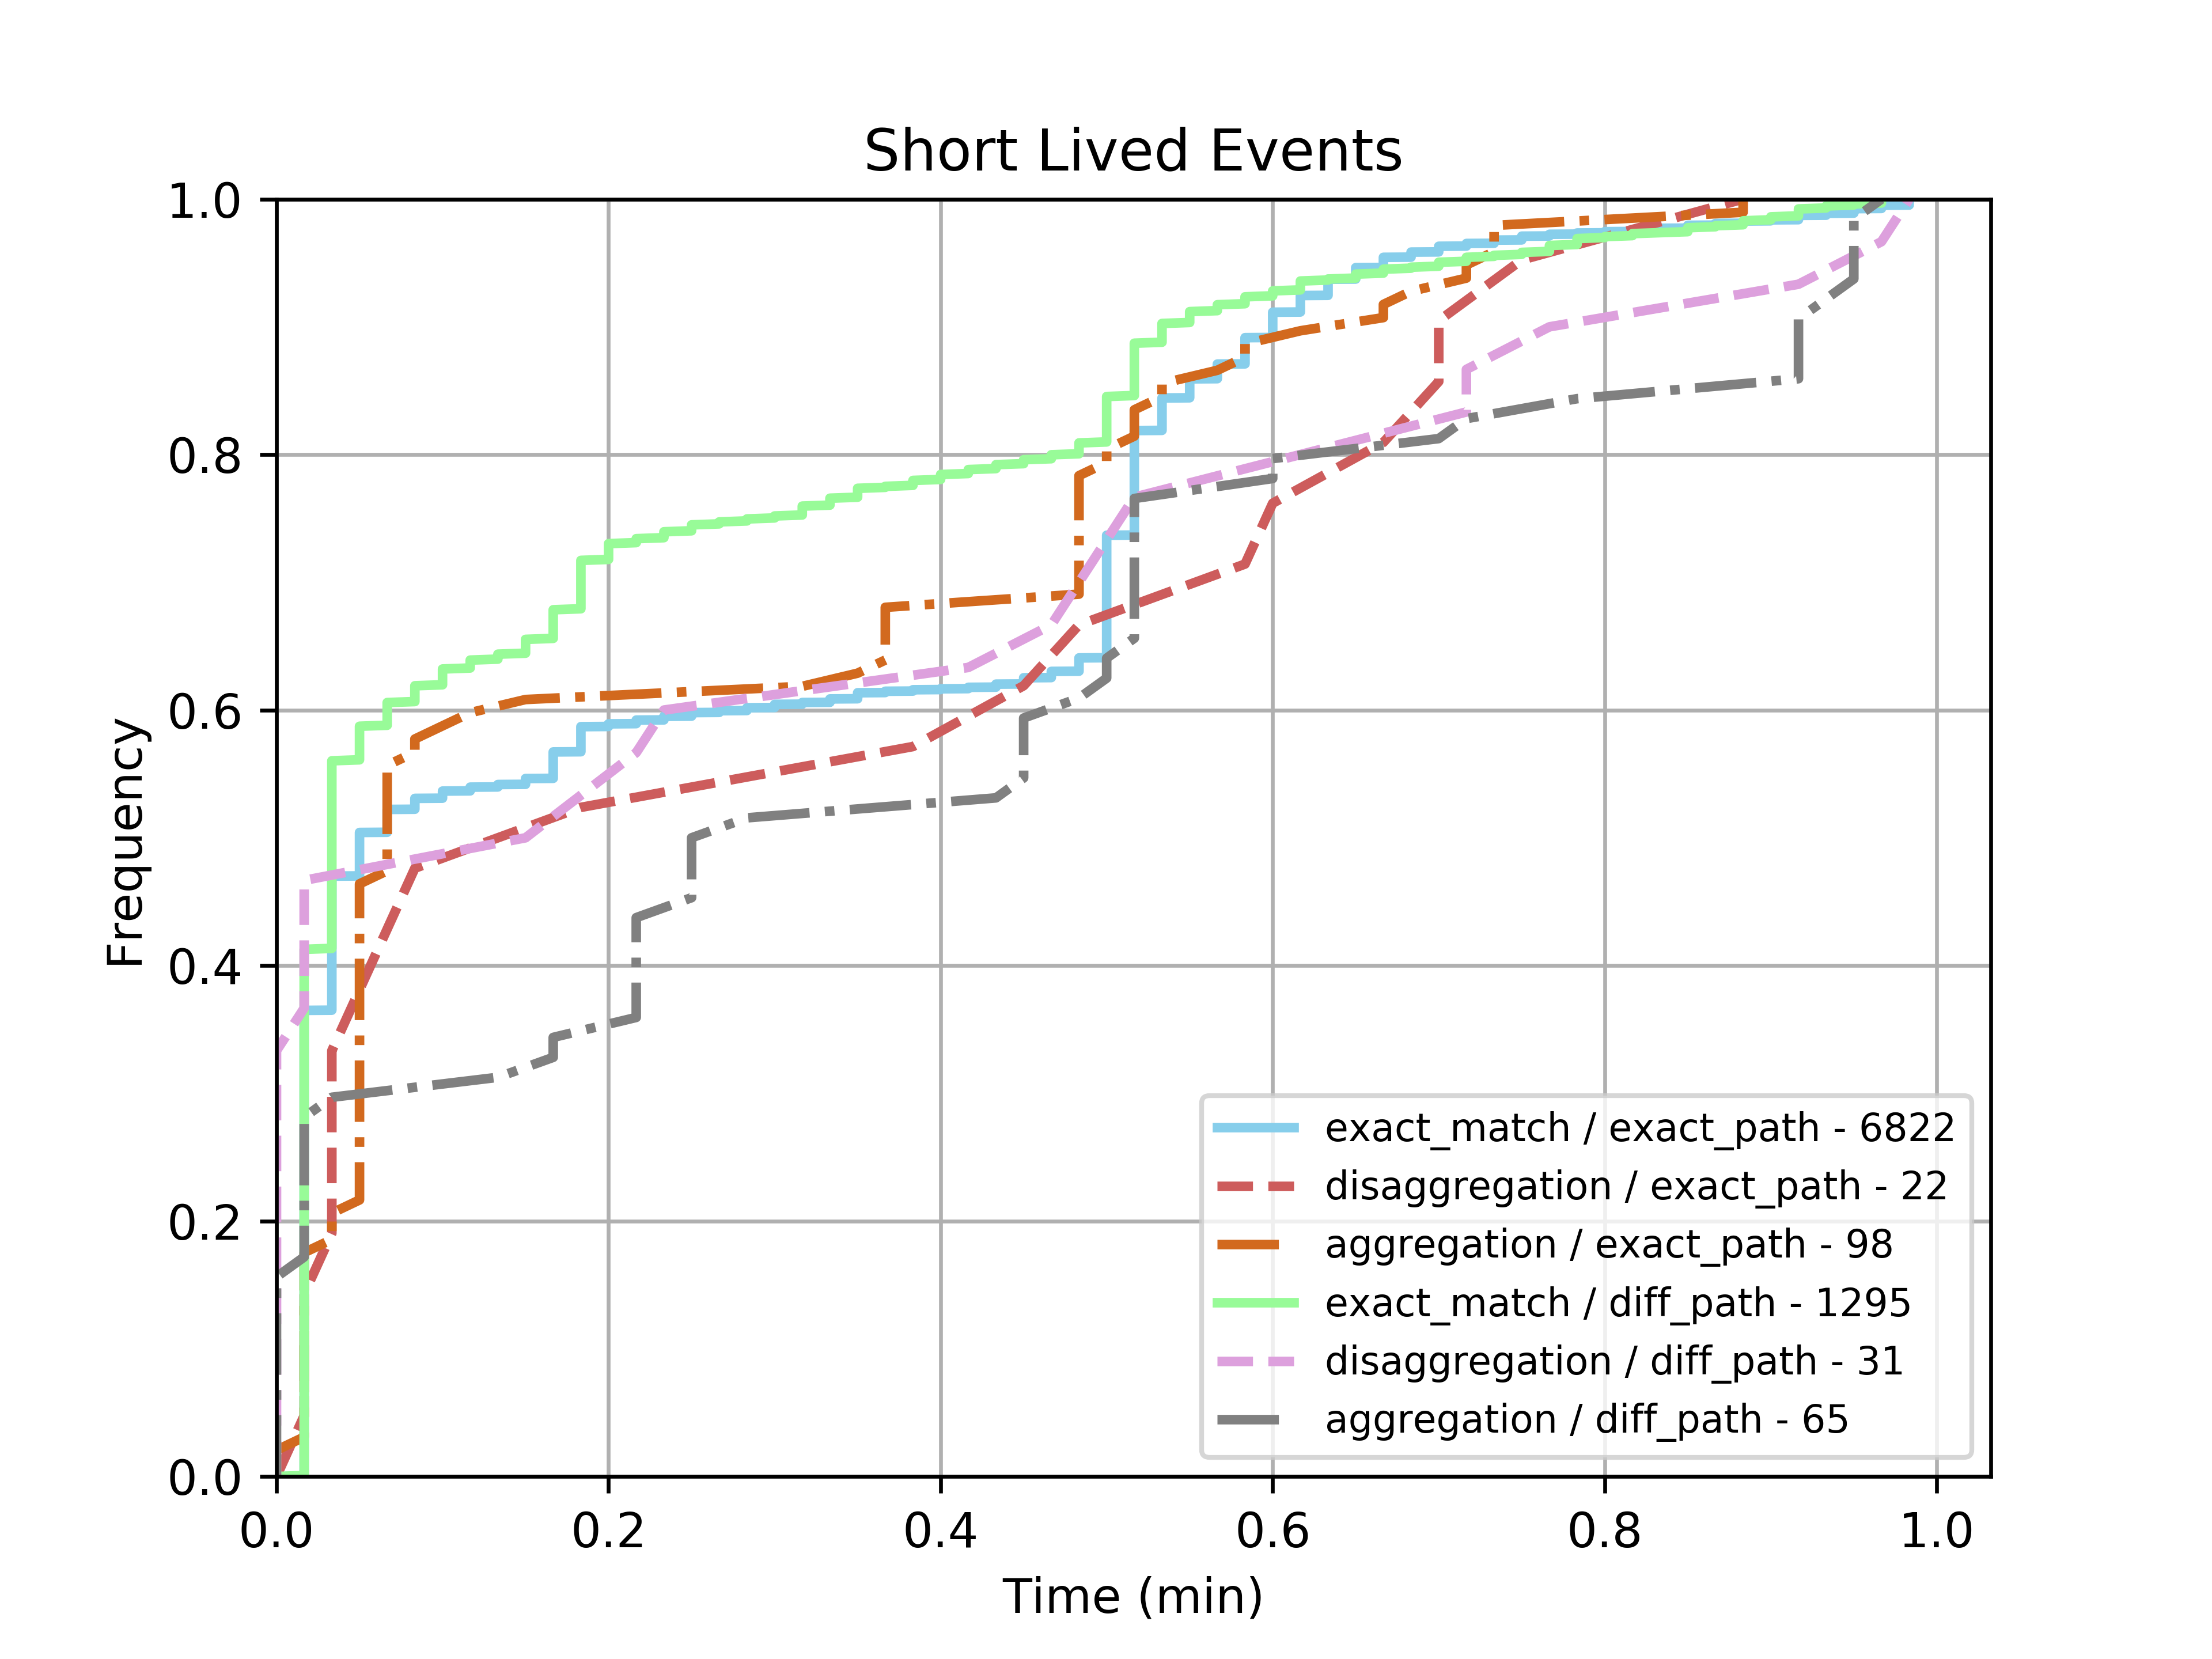 Short Lived Events
1.0
0.8
0.6
0.4
0.2
0.0
Frequency
0.0 0.2 0.4 0.6 0.8 1.0
Time (min)
exact_match / exact_path - 6822
disaggregation / exact_path - 22
aggregation / exact_path - 98
exact_match / diff_path - 1295
disaggregation / diff_path - 31
aggregation / diff_path - 65